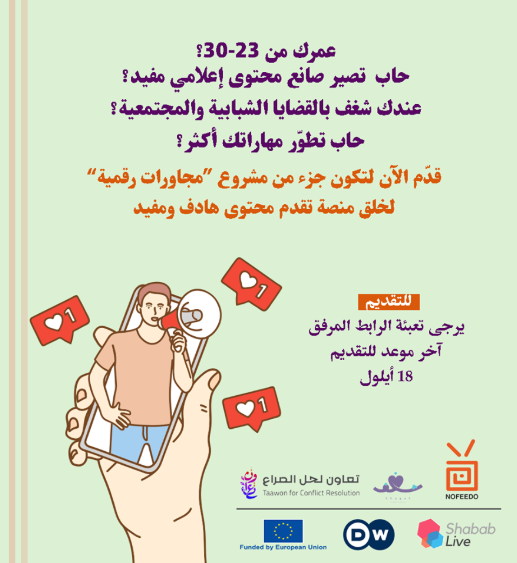 عمرك من 23-30؟
حاب تصير صانع محتوى إعلامي مفيد؟
عندك شغف بالقضايا الشبابية والمجتمعية؟
حاب تطوّر مهاراتك أكثر؟
قدّم الآن لتكون جزء من مشروع ”مجاورات رقمية“
لخلق منصة تقدم محتوى هادف ومفيد
للتقديم
يرجى تعبئة الرابط المرفق
آخر موعد للتقديم
18 أيلول
1
1
1
تعاون لحل الصراع
Taawon for Conflict Resolution
NOFEEDO
Funded by European Union
DW
Shabab
Live